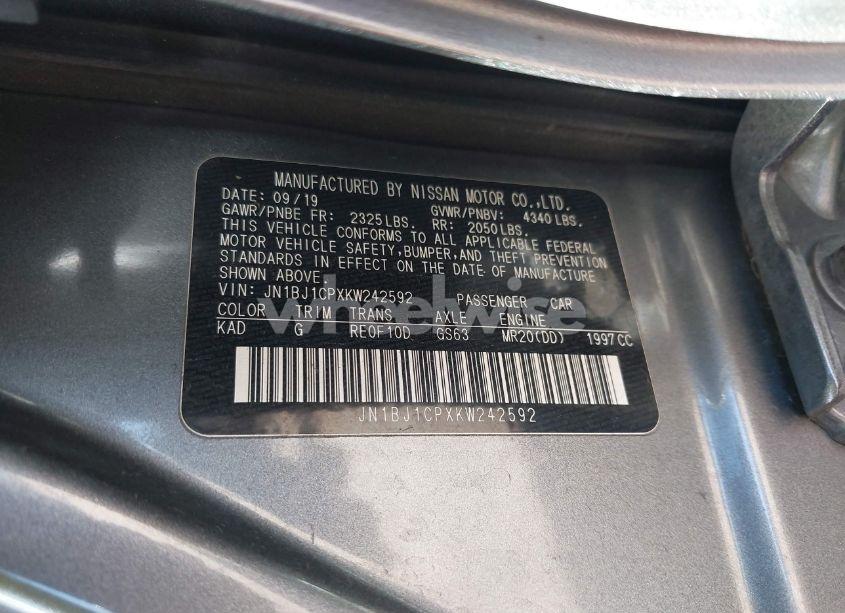 MANUFACTURED BY NISSAN MOTOR CO.,LTD.
DATE: 09/19 GVWR/PNBV: 4340 LBS.
GAWR/PNBE FR: 2325 LBS. RR: 2050 LBS.
THIS VEHICLE CONFORMS TO ALL APPLICABLE FEDERAL
MOTOR VEHICLE SAFETY, BUMPER, AND THEFT PREVENTION
STANDARDS IN EFFECT ON THE DATE OF MANUFACTURE
SHOWN ABOVE.
VIN: JN1BJ1CPXKW242592 PASSENGER CAR
COLOR TRIM TRANS AXLE ENGINE
KAD G RE0F10D GS63 MR20(DD) 1997CC
JN1BJ1CPXKW242592
wheelwise